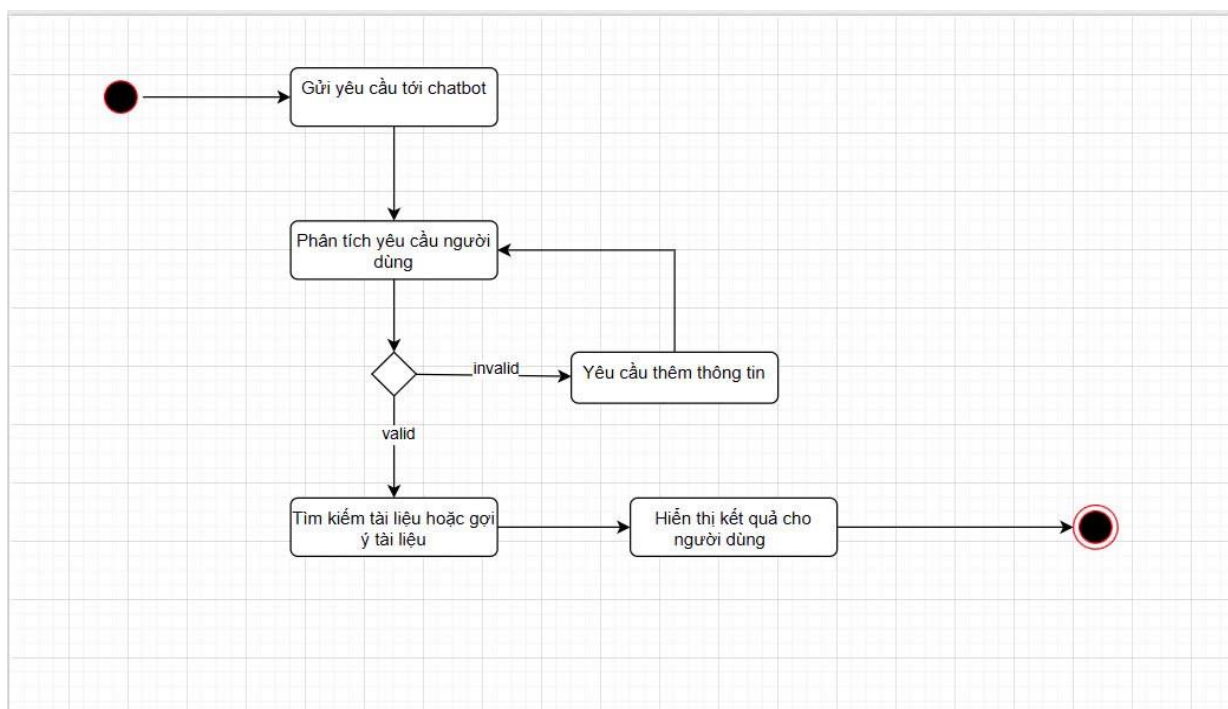 Gửi yêu cầu tới chatbot
Phân tích yêu cầu người
dùng
invalid
Yêu cầu thêm thông tin
valid
Tìm kiếm tài liệu hoặc gợi
ý tài liệu
Hiễn thị kết quả cho
người dùng